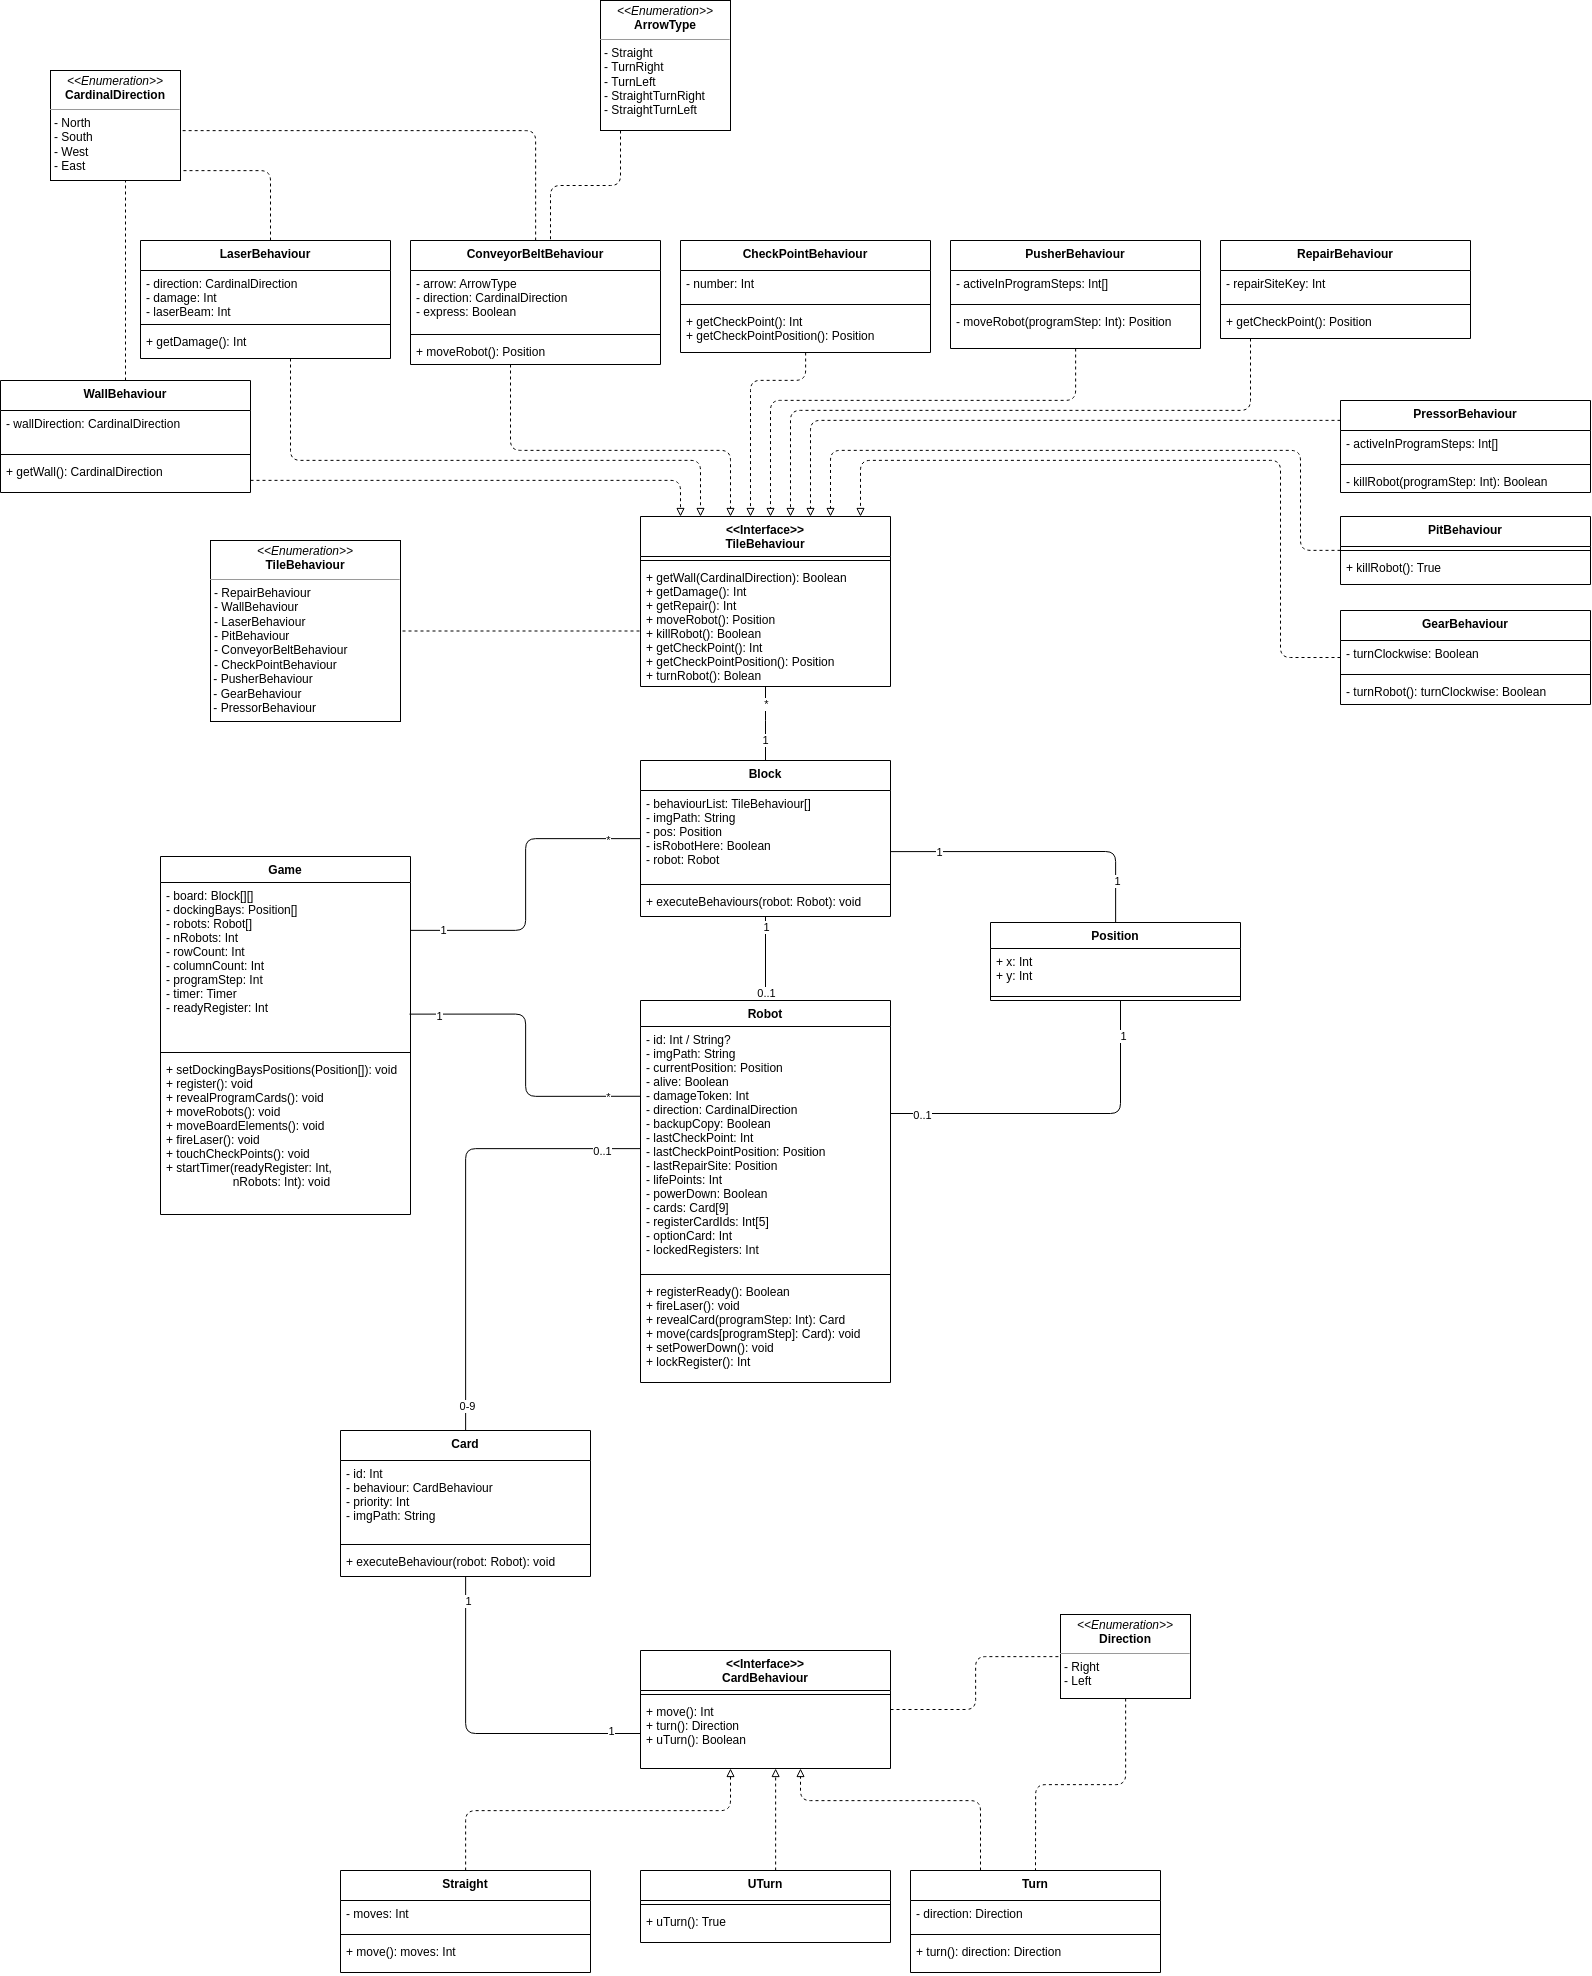 <<Enumeration>>
ArrowType
- Straight
- TurnRight
- TurnLeft
- StraightTurnRight
- StraightTurnLeft
<<Enumeration>>
CardinalDirection
- North
- South
- West
- East
LaserBehaviour
- direction: CardinalDirection
- damage: Int
- laserBeam: Int
+ getDamage(): Int
ConveyorBeltBehaviour
- arrow: ArrowType
- direction: CardinalDirection
- express: Boolean
+ moveRobot(): Position
CheckPointBehaviour
- number: Int
+ getCheckPoint(): Int
+ getCheckPointPosition(): Position
PusherBehaviour
- activeInProgramSteps: Int[]
- moveRobot(programStep: Int): Position
RepairBehaviour
- repairSiteKey: Int
+ getCheckPoint(): Position
WallBehaviour
- wallDirection: CardinalDirection
+ getWall(): CardinalDirection
PressorBehaviour
- activeInProgramSteps: Int[]
- killRobot(programStep: Int): Boolean
PitBehaviour
+ killRobot(): True
GearBehaviour
- turnClockwise: Boolean
- turnRobot(): turnClockwise: Boolean
<<Interface>>
TileBehaviour
+ getWall(CardinalDirection): Boolean
+ getDamage(): Int
+ getRepair(): Int
+ moveRobot(): Position
+ killRobot(): Boolean
+ getCheckPoint(): Int
+ getCheckPointPosition(): Position
+ turnRobot(): Bolean
<<Enumeration>>
TileBehaviour
- RepairBehaviour
- WallBehaviour
- LaserBehaviour
- PitBehaviour
- ConveyorBeltBehaviour
- CheckPointBehaviour
- PusherBehaviour
- GearBehaviour
- PressorBehaviour
*
1
Block
- behaviourList: TileBehaviour[]
- imgPath: String
- pos: Position
- isRobotHere: Boolean
- robot: Robot
+ executeBehaviours(robot: Robot): void
*
1
1
1
Game
- board: Block[][]
- dockingBays: Position[]
- robots: Robot[]
- nRobots: Int
- rowCount: Int
- columnCount: Int
- programStep: Int
- timer: Timer
- readyRegister: Int
+ setDockingBaysPositions(Position[]): void
+ register(): void
+ revealProgramCards(): void
+ moveRobots(): void
+ moveBoardElements(): void
+ fireLaser(): void
+ touchCheckPoints(): void
+ startTimer(readyRegister: Int,
nRobots: Int): void
Position
+ x: Int
+ y: Int
1
0..1
1
*
1
0..1
Robot
- id: Int / String?
- imgPath: String
- currentPosition: Position
- alive: Boolean
- damageToken: Int
- direction: CardinalDirection
- backupCopy: Boolean
- lastCheckPoint: Int
- lastCheckPointPosition: Position
- lastRepairSite: Position
- lifePoints: Int
- powerDown: Boolean
- cards: Card[9]
- registerCardIds: Int[5]
- optionCard: Int
- lockedRegisters: Int
+ registerReady(): Boolean
+ fireLaser(): void
+ revealCard(programStep: Int): Card
+ move(cards[programStep]: Card): void
+ setPowerDown(): void
+ lockRegister(): Int
0..1
0-9
Card
- id: Int
- behaviour: CardBehaviour
- priority: Int
- imgPath: String
+ executeBehaviour(robot: Robot): void
1
1
<<Interface>>
CardBehaviour
+ move(): Int
+ turn(): Direction
+ uTurn(): Boolean
<<Enumeration>>
Direction
- Right
- Left
Straight
- moves: Int
+ move(): moves: Int
UTurn
+ uTurn(): True
Turn
- direction: Direction
+ turn(): direction: Direction